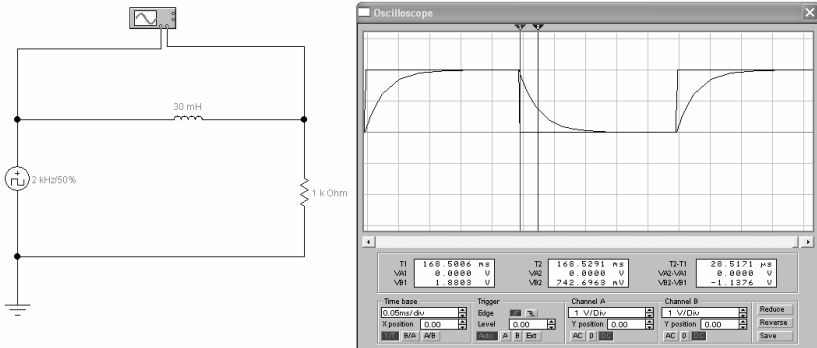 30 mH
2 kHz/50%
1 k Ohm
Oscilloscope
1
2
T1 168.5006 ms
VA1 0.0000 V
VB1 1.8803 V
T2 168.5291 ms
VA2 0.0000 V
VB2 742.6963 mV
T2-T1 28.5171 µs
VA2-VA1 0.0000 V
VB2-VB1 -1.1376 V
Time base
0.05ms/div
X position 0.00
Y/T B/A A/B
Trigger
Edge
Level 0.00
Auto A B Ext
Channel A
1 V/Div
Y position 0.00
AC 0 DC
Channel B
1 V/Div
Y position 0.00
AC 0 DC
Reduce
Reverse
Save